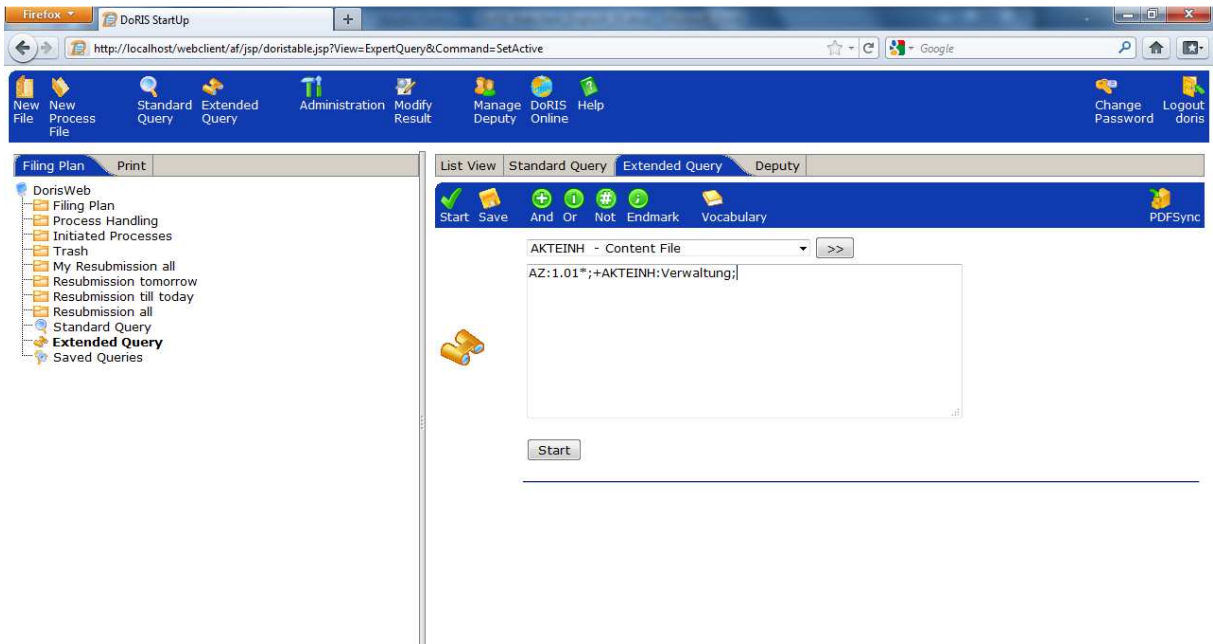 Firefox
DoRIS StartUp
+
http://localhost/webclient/af/jsp/doristable.jsp?View=ExpertQuery&Command=SetActive
Google
New File
New Process File
Standard Query
Extended Query
Administration
Modify Result
Manage Deputy
DoRIS Online
Help
Change Password
Logout doris
Filing Plan Print
List View Standard Query Extended Query Deputy
DorisWeb
Filing Plan
Process Handling
Initiated Processes
Trash
My Resubmission all
Resubmission tomorrow
Resubmission till today
Resubmission all
Standard Query
Extended Query
Saved Queries
Start Save And Or Not Endmark Vocabulary PDFSync
AKTEINH - Content File >>
AZ:1.01*;+AKTEINH:Verwaltung;
Start